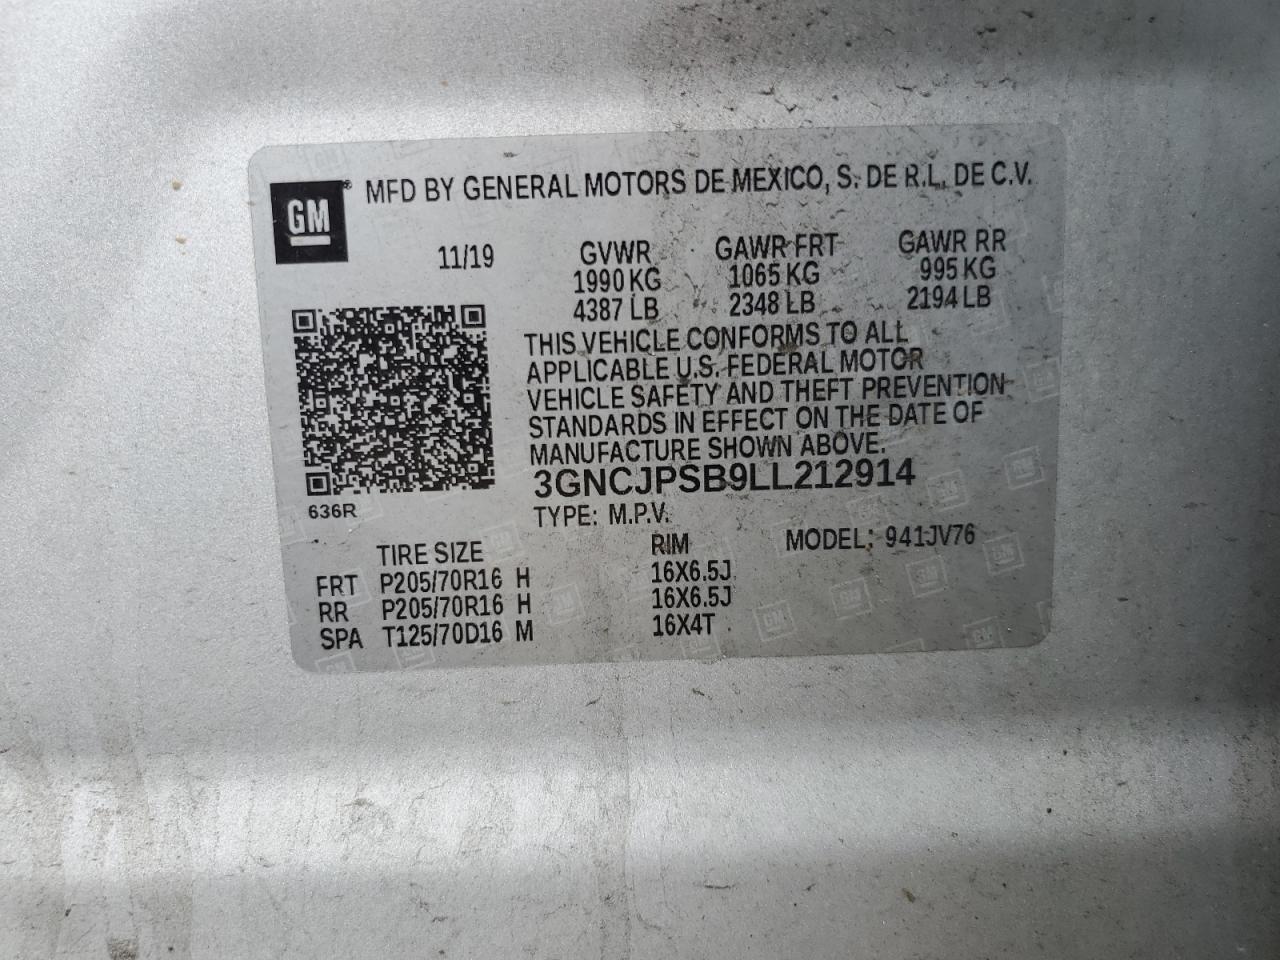 GM® MFD BY GENERAL MOTORS DE MEXICO, S. DE R.L. DE C.V.
11/19 GVWR GAWR FRT GAWR RR
1990 KG 1065 KG 995 KG
4387 LB 2348 LB 2194 LB
THIS VEHICLE CONFORMS TO ALL
APPLICABLE U.S. FEDERAL MOTOR
VEHICLE SAFETY AND THEFT PREVENTION
STANDARDS IN EFFECT ON THE DATE OF
MANUFACTURE SHOWN ABOVE.
3GNCJPSB9LL212914
636R
TYPE: M.P.V.
TIRE SIZE RIM MODEL: 941JV76
FRT P205/70R16 H 16X6.5J
RR P205/70R16 H 16X6.5J
SPA T125/70D16 M 16X4T